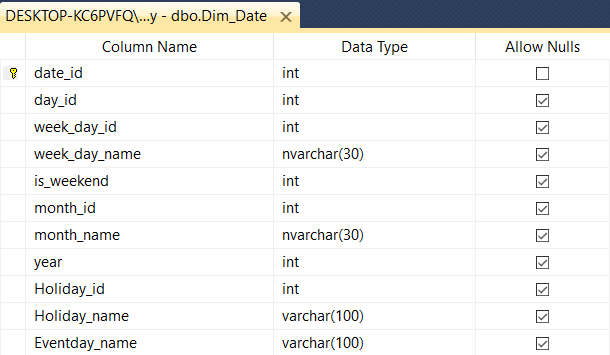 DESKTOP-KC6PVFQ\...y - dbo.Dim_Date
Column Name Data Type Allow Nulls
date_id int
day_id int
week_day_id int
week_day_name nvarchar(30)
is_weekend int
month_id int
month_name nvarchar(30)
year int
Holiday_id int
Holiday_name varchar(100)
Eventday_name varchar(100)